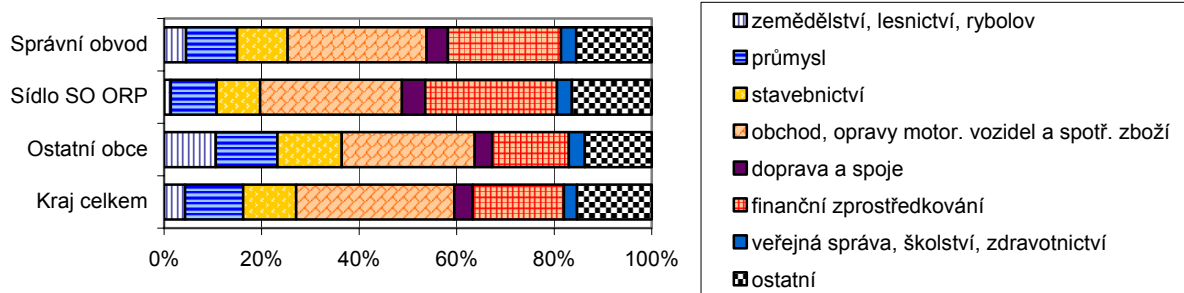 Správní obvod
Sídlo SO ORP
Ostatní obce
Kraj celkem
0% 20% 40% 60% 80% 100%
zemědělství, lesnictví, rybolov
průmysl
stavebnictví
obchod, opravy motor. vozidel a spotř. zboží
doprava a spoje
finanční zprostředkování
veřejná správa, školství, zdravotnictví
ostatní